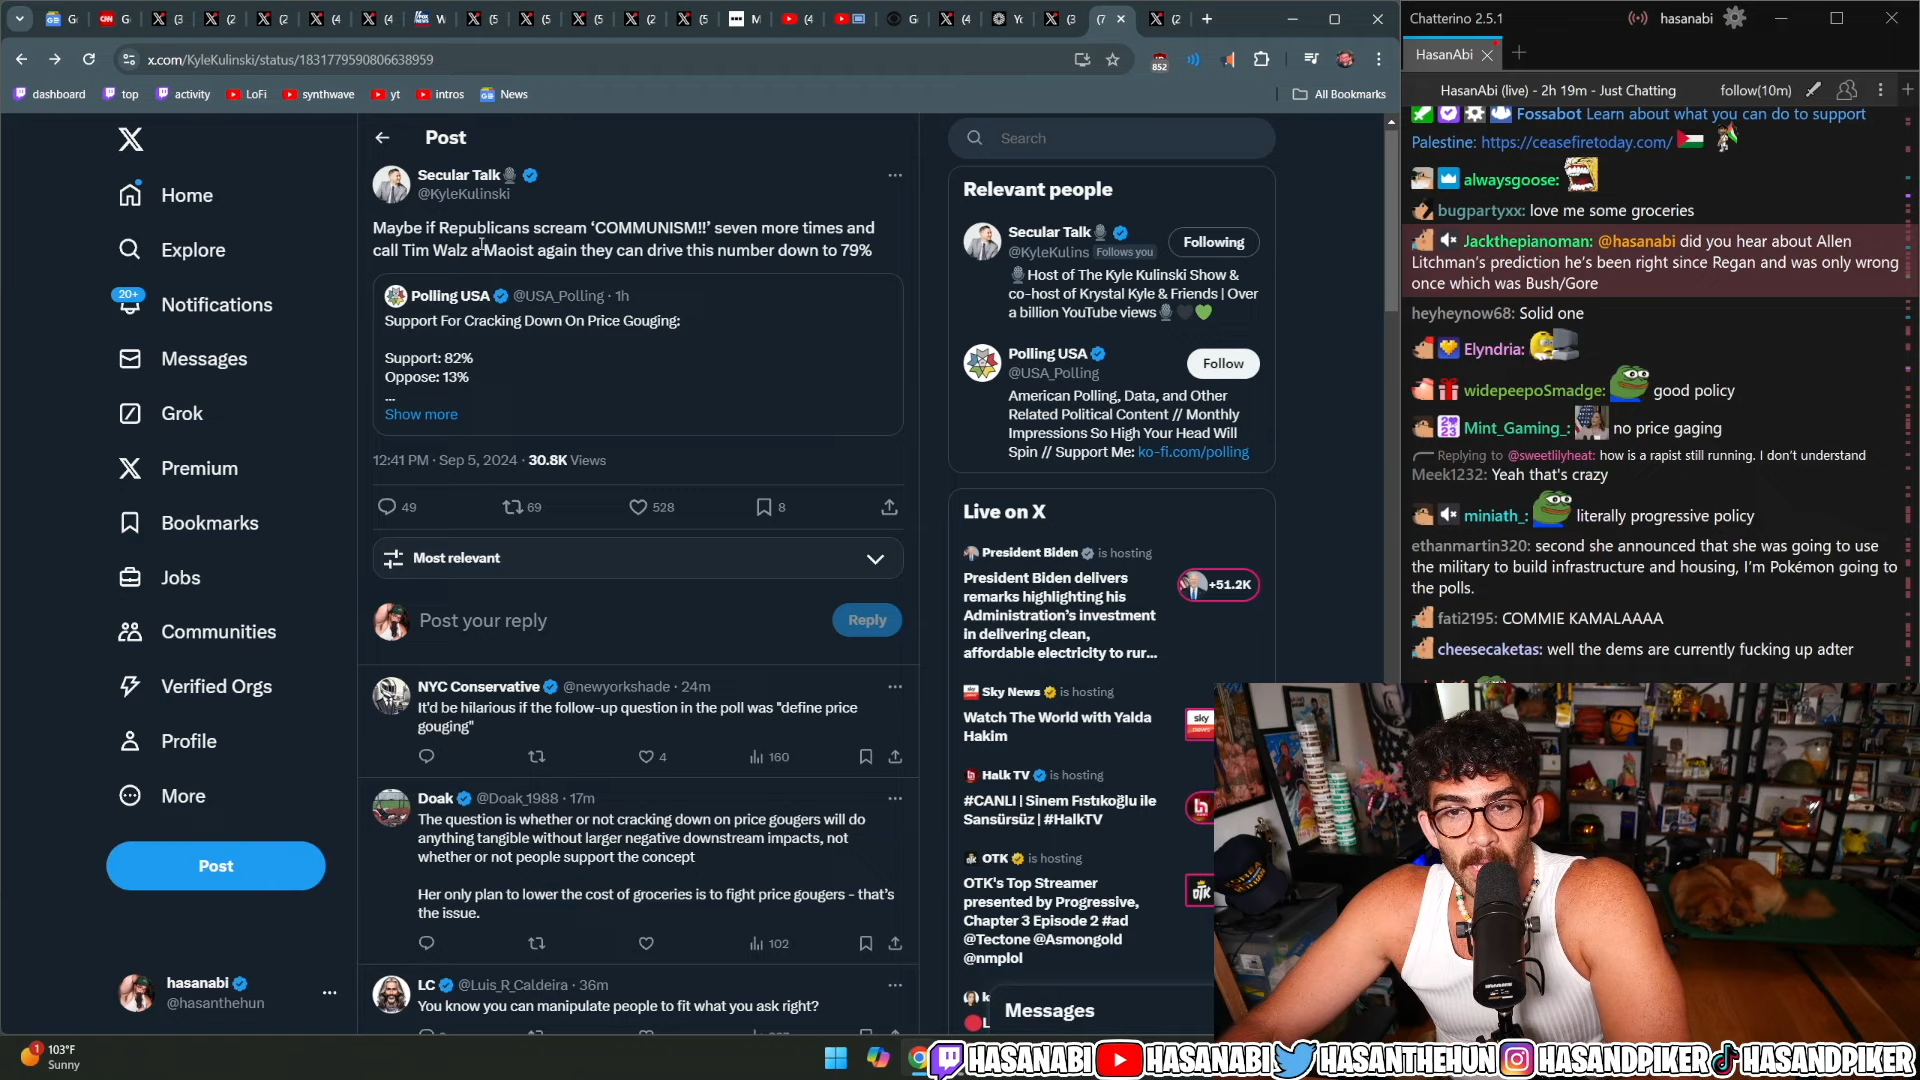 x.com/KyleKulinski/status/1831779590806638959
852
dashboard
top
activity
LoFi
synthwave
yt
intros
News
All Bookmarks
Home
Explore
20+
Notifications
Messages
Grok
Premium
Bookmarks
Jobs
Communities
Verified Orgs
Profile
More
Post
hasanabi
@hasanthehun
Post
Secular Talk
@KyleKulinski
Maybe if Republicans scream ‘COMMUNISM!!’ seven more times and
call Tim Walz a Maoist again they can drive this number down to 79%
Polling USA @USA_Polling · 1h
Support For Cracking Down On Price Gouging:
Support: 82%
Oppose: 13%
...
Show more
12:41 PM · Sep 5, 2024 · 30.8K Views
49
69
528
8
Most relevant
Post your reply
Reply
NYC Conservative @newyorkshade · 24m
It'd be hilarious if the follow-up question in the poll was "define price
gouging"
4
160
Doak @Doak_1988 · 17m
The question is whether or not cracking down on price gougers will do
anything tangible without larger negative downstream impacts, not
whether or not people support the concept
Her only plan to lower the cost of groceries is to fight price gougers - that’s
the issue.
102
LC @Luis_R_Caldeira · 36m
You know you can manipulate people to fit what you ask right?
Search
Relevant people
Secular Talk
@KyleKulins Follows you
Following
Host of The Kyle Kulinski Show &
co-host of Krystal Kyle & Friends | Over
a billion YouTube views
Polling USA
@USA_Polling
Follow
American Polling, Data, and Other
Related Political Content // Monthly
Impressions So High Your Head Will
Spin // Support Me: ko-fi.com/polling
Live on X
President Biden is hosting
President Biden delivers
remarks highlighting his
Administration’s investment
in delivering clean,
affordable electricity to rur...
+51.2K
Sky News is hosting
Watch The World with Yalda
Hakim
sky
news
Halk TV is hosting
#CANLI | Sinem Fıstıkoğlu ile
Sansürsüz | #HalkTV
OTK is hosting
OTK's Top Streamer
presented by Progressive,
Chapter 3 Episode 2 #ad
@Tectone @Asmongold
@nmplol
Messages
Chatterino 2.5.1
hasanabi
HasanAbi
HasanAbi (live) - 2h 19m - Just Chatting
follow(10m)
Fossabot Learn about what you can do to support
Palestine: https://ceasefiretoday.com/
alwaysgoose:
bugpartyxx: love me some groceries
Jackthepianoman: @hasanabi did you hear about Allen
Litchman’s prediction he’s been right since Regan and was only wrong
once which was Bush/Gore
heyheynow68: Solid one
Elyndria:
widepeepoSmadge: good policy
Mint_Gaming_: no price gaging
Replying to @sweetlilyheat: how is a rapist still running. I don’t understand
Meek1232: Yeah that's crazy
miniath_: literally progressive policy
ethanmartin320: second she announced that she was going to use
the military to build infrastructure and housing, I’m Pokémon going to
the polls.
fati2195: COMMIE KAMALAAAA
cheesecaketas: well the dems are currently fucking up adter
1
103°F
Sunny
HASANABI HASANABI HASANTHEHUN HASANDPIKER HASANDPIKER